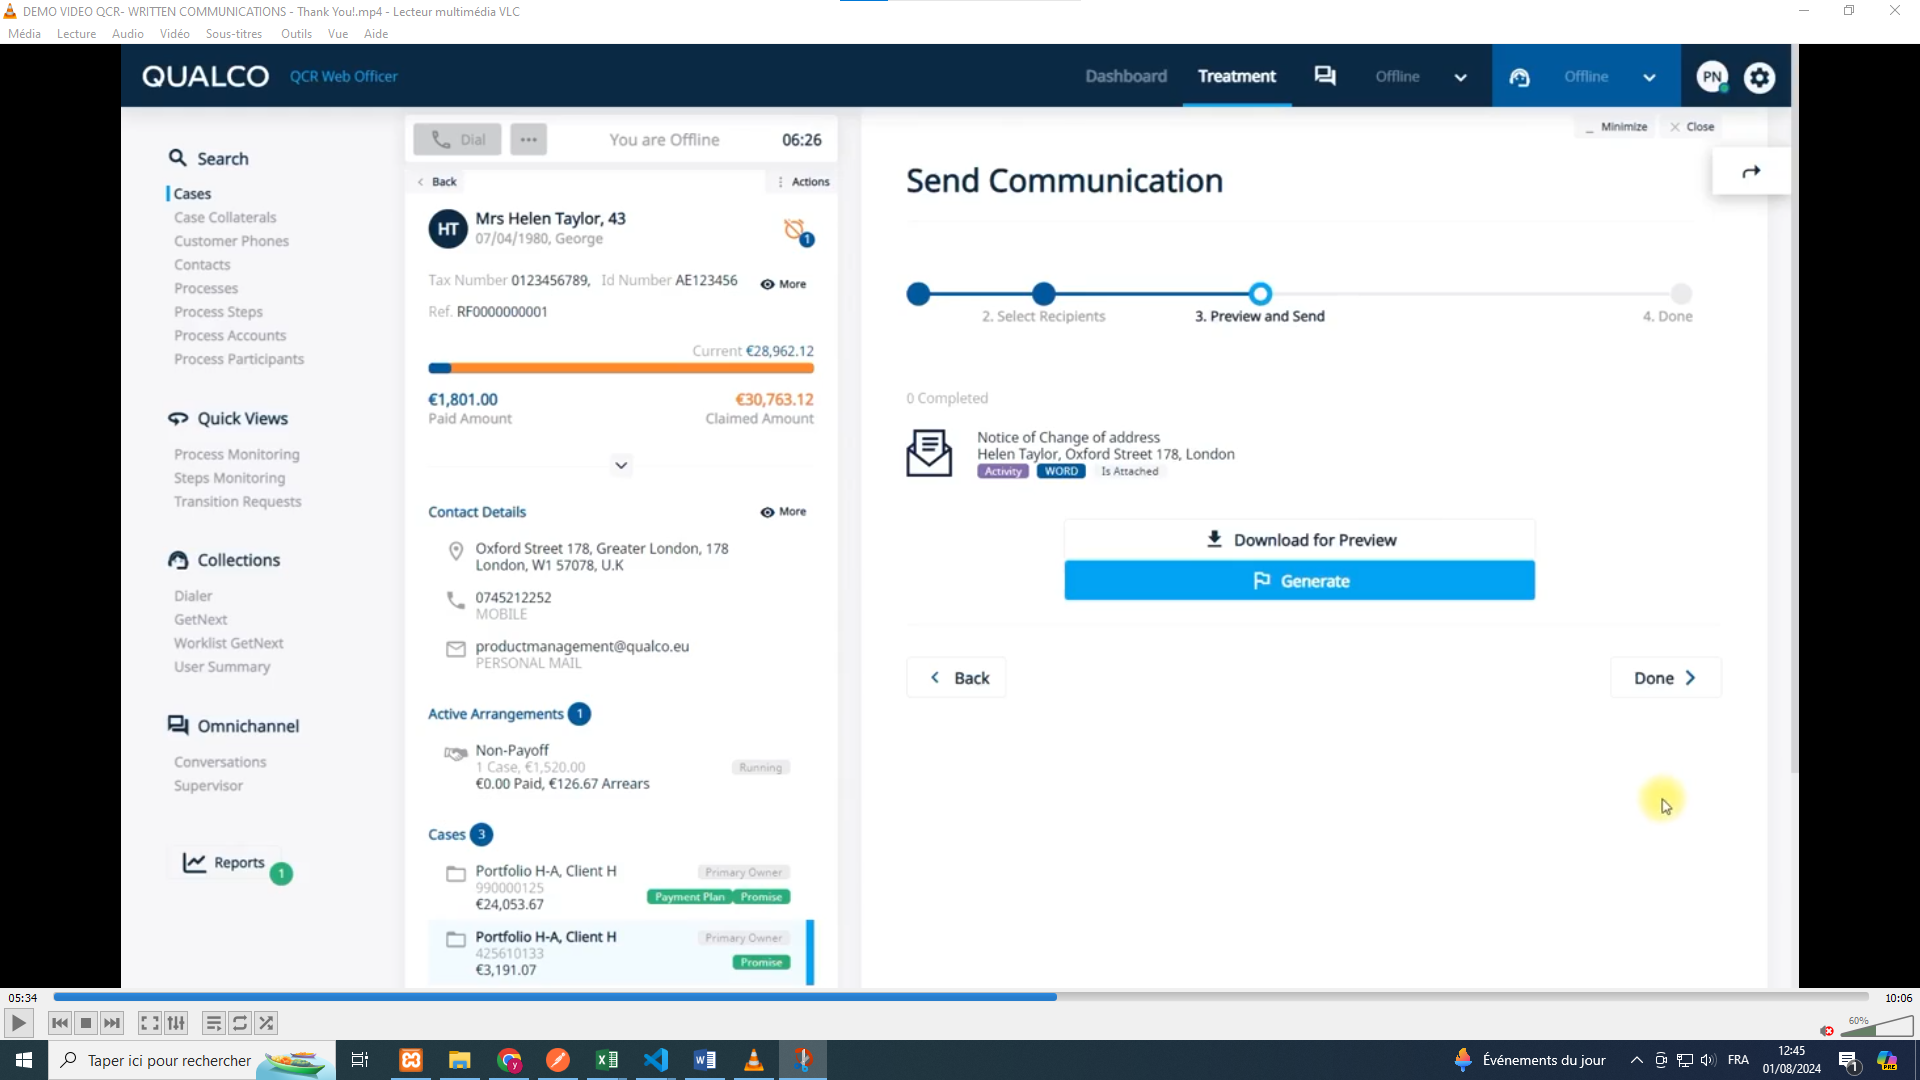 DEMO VIDEO QCR- WRITTEN COMMUNICATIONS - Thank You!.mp4 - Lecteur multimédia VLC
Média Lecture Audio Vidéo Sous-titres Outils Vue Aide
QUALCO QCR Web Officer
Dashboard Treatment Offline Offline PN
Search
Cases
Case Collaterals
Customer Phones
Contacts
Processes
Process Steps
Process Accounts
Process Participants
Quick Views
Process Monitoring
Steps Monitoring
Transition Requests
Collections
Dialer
GetNext
Worklist GetNext
User Summary
Omnichannel
Conversations
Supervisor
Reports 1
Dial ... You are Offline 06:26
Back Actions
HT Mrs Helen Taylor, 43
07/04/1980, George
1
Tax Number 0123456789, Id Number AE123456 More
Ref. RF0000000001
Current €28,962.12
€1,801.00 €30,763.12
Paid Amount Claimed Amount
Contact Details More
Oxford Street 178, Greater London, 178
London, W1 57078, U.K
0745212252
MOBILE
productmanagement@qualco.eu
PERSONAL MAIL
Active Arrangements 1
Non-Payoff
1 Case, €1,520.00 Running
€0.00 Paid, €126.67 Arrears
Cases 3
Portfolio H-A, Client H Primary Owner
990000125
€24,053.67 Payment Plan Promise
Portfolio H-A, Client H Primary Owner
425610133
€3,191.07 Promise
Minimize Close
Send Communication
2. Select Recipients 3. Preview and Send 4. Done
0 Completed
Notice of Change of address
Helen Taylor, Oxford Street 178, London
Activity WORD Is Attached
Download for Preview
Generate
Back Done
05:34 10:06
60%
Taper ici pour rechercher
Événements du jour FRA 12:45
01/08/2024
1
PRE